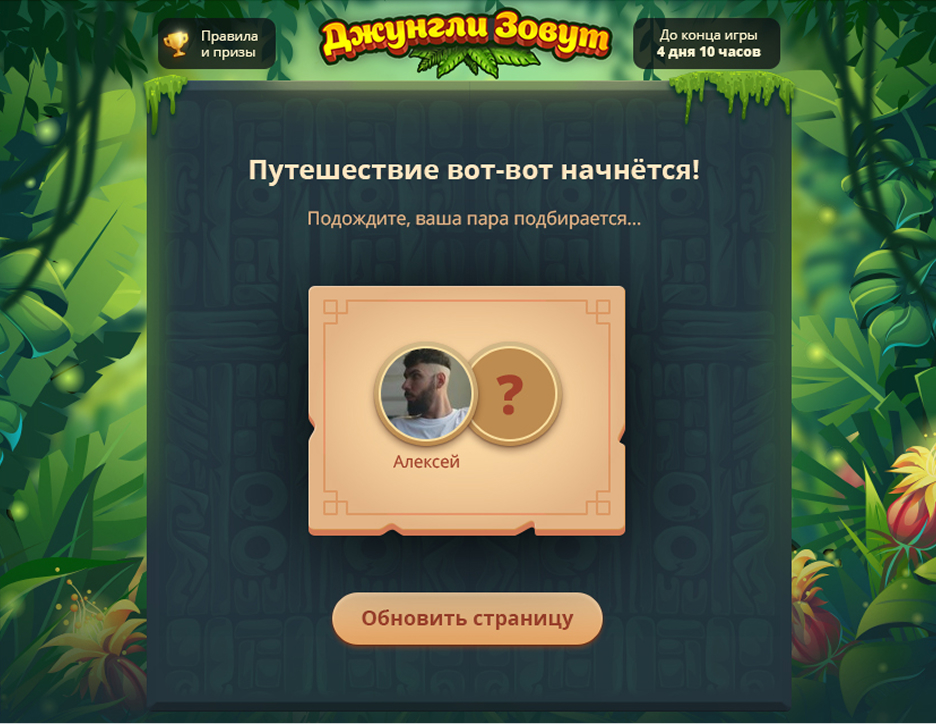 Правила
и призы
Джунгли Зовут
До конца игры
4 дня 10 часов
Путешествие вот-вот начнётся!
Подождите, ваша пара подбирается...
?
Алексей
Обновить страницу